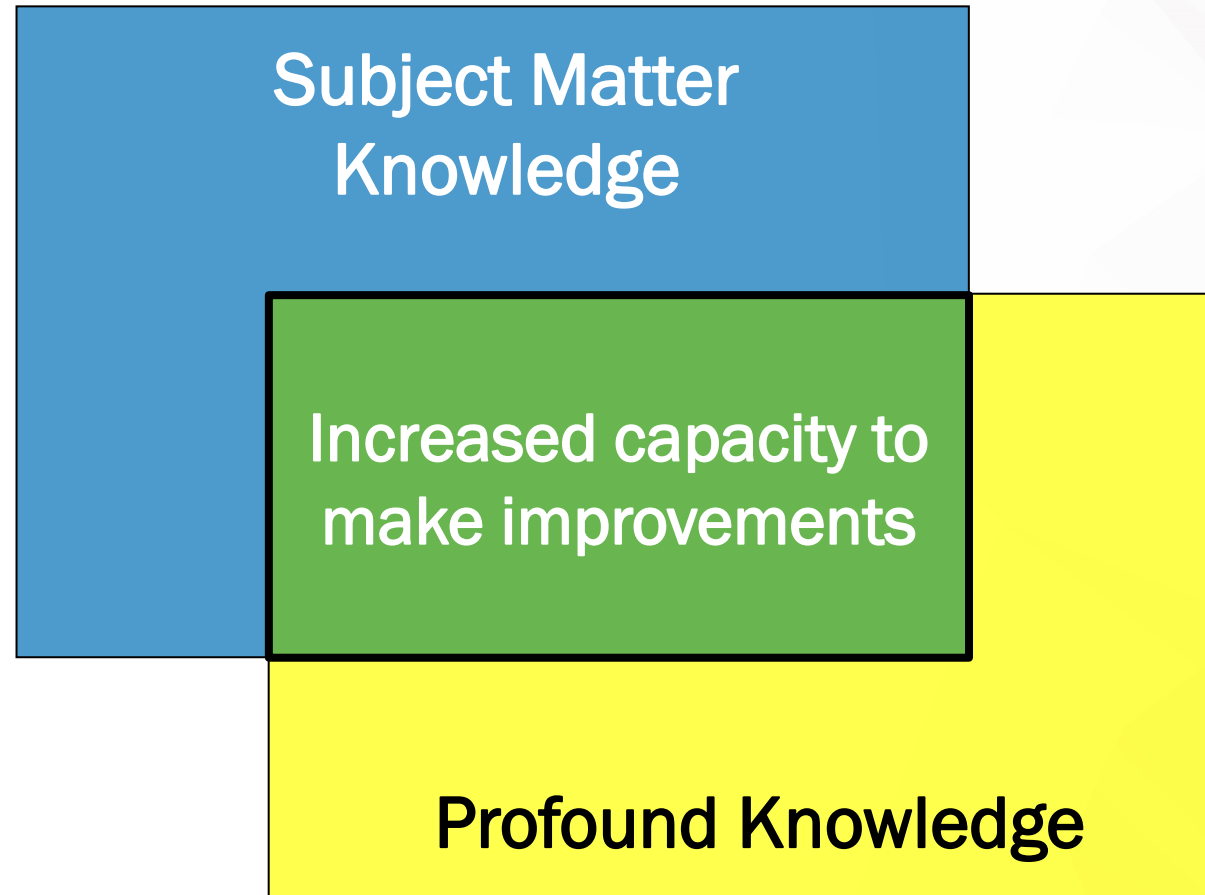 Subject Matter
Knowledge
Increased capacity to
make improvements
Profound Knowledge